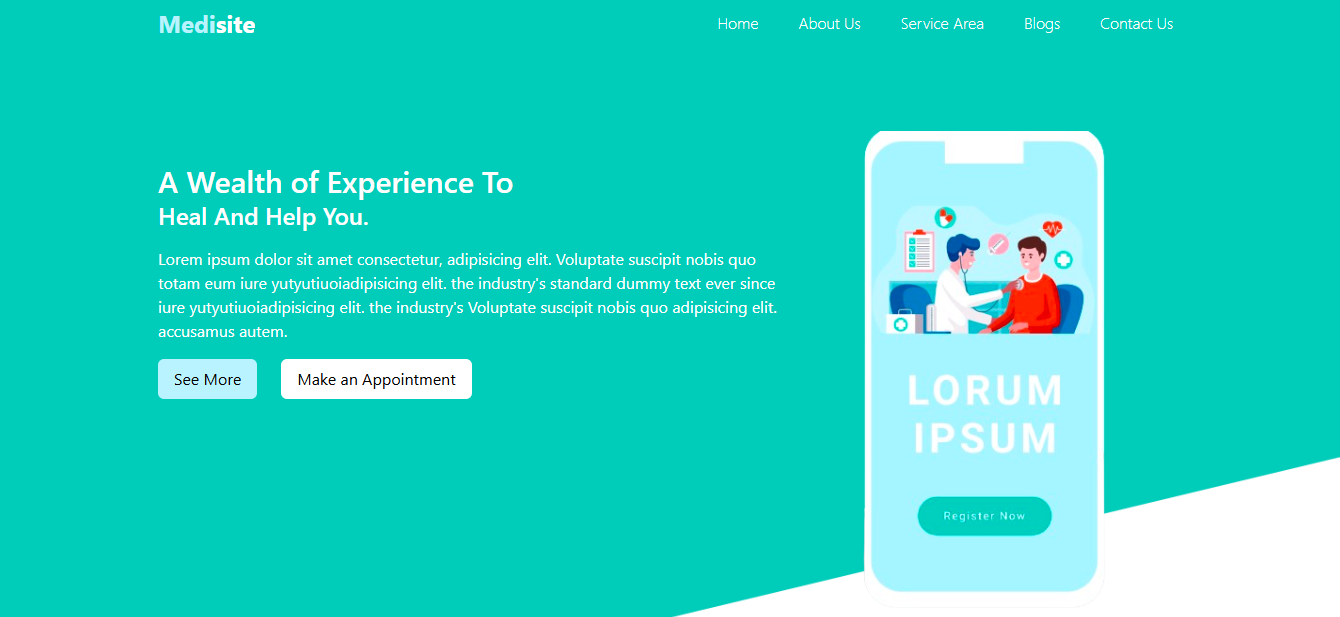 Medisite
Home
About Us
Service Area
Blogs
Contact Us
A Wealth of Experience To
Heal And Help You.
Lorem ipsum dolor sit amet consectetur, adipisicing elit. Voluptate suscipit nobis quo
totam eum iure yutyutiuoiadipisicing elit. the industry's standard dummy text ever since
iure yutyutiuoiadipisicing elit. the industry's Voluptate suscipit nobis quo adipisicing elit.
accusamus autem.
See More
Make an Appointment
LORUM
IPSUM
Register Now